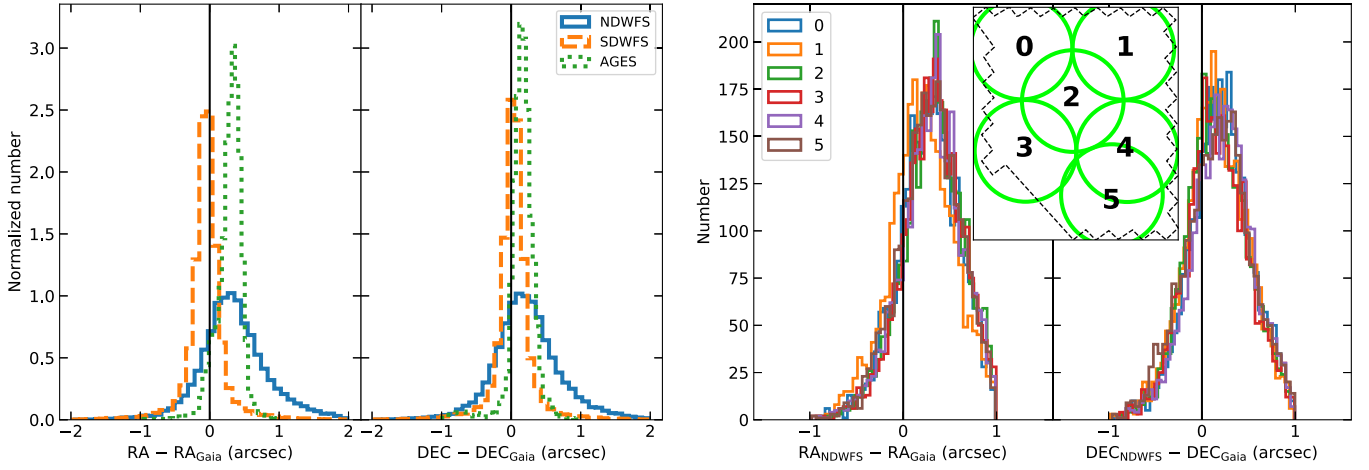 Normalized number
3.0
2.5
2.0
1.5
1.0
0.5
0.0
NDWFS
SDWFS
AGES
−2 −1 0 1 2
−2 −1 0 1 2
RA − RA_Gaia (arcsec)
DEC − DEC_Gaia (arcsec)
Number
200
175
150
125
100
75
50
25
0
0
1
2
3
4
5
0 1
2
3 4
5
−1 0 1
−1 0 1
RA_NDWFS − RA_Gaia (arcsec)
DEC_NDWFS − DEC_Gaia (arcsec)